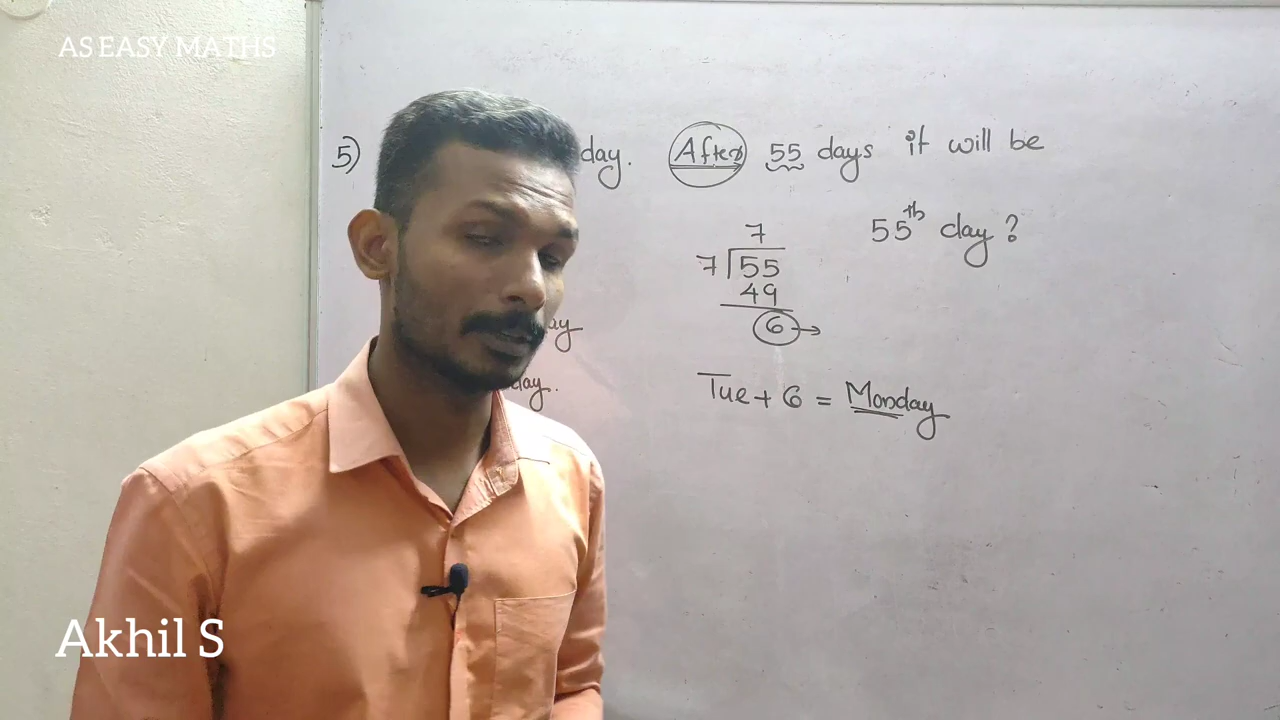 AS EASY MATHS
5) day. After 55 days it will be
55th day?
7
7 55
49
6 →
ay
day.
Tue + 6 = Monday
Akhil S